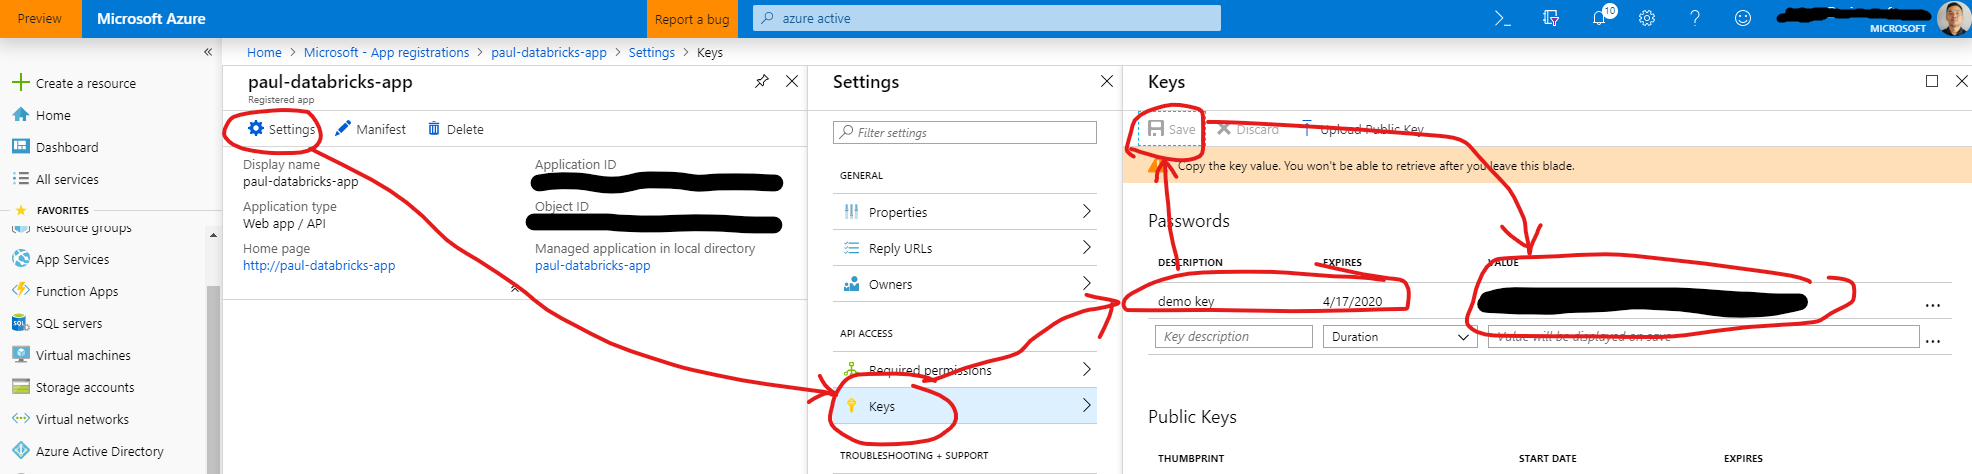 Preview
Microsoft Azure
Report a bug
azure active
10
MICROSOFT
Home > Microsoft - App registrations > paul-databricks-app > Settings > Keys
Create a resource
Home
Dashboard
All services
FAVORITES
Resource groups
App Services
Function Apps
SQL servers
Virtual machines
Storage accounts
Virtual networks
Azure Active Directory
paul-databricks-app
Registered app
Settings
Manifest
Delete
Display name
paul-databricks-app
Application type
Web app / API
Home page
http://paul-databricks-app
Application ID
Object ID
Managed application in local directory
paul-databricks-app
Settings
Filter settings
GENERAL
Properties
Reply URLs
Owners
API ACCESS
Required permissions
Keys
TROUBLESHOOTING + SUPPORT
Keys
Save
Discard
Upload Public Key
Copy the key value. You won't be able to retrieve after you leave this blade.
Passwords
DESCRIPTION EXPIRES VALUE
demo key 4/17/2020
Key description Duration Value will be displayed on save
Public Keys
THUMBPRINT START DATE EXPIRES